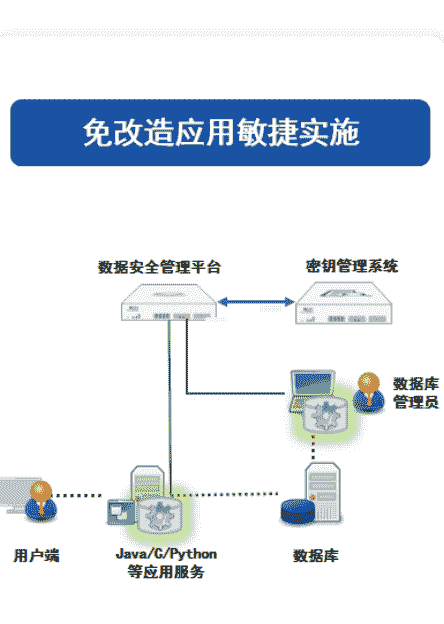 免改造应用敏捷实施
数据安全管理平台
密钥管理系统
数据库
管理员
用户端
Java/C/Python
等应用服务
数据库